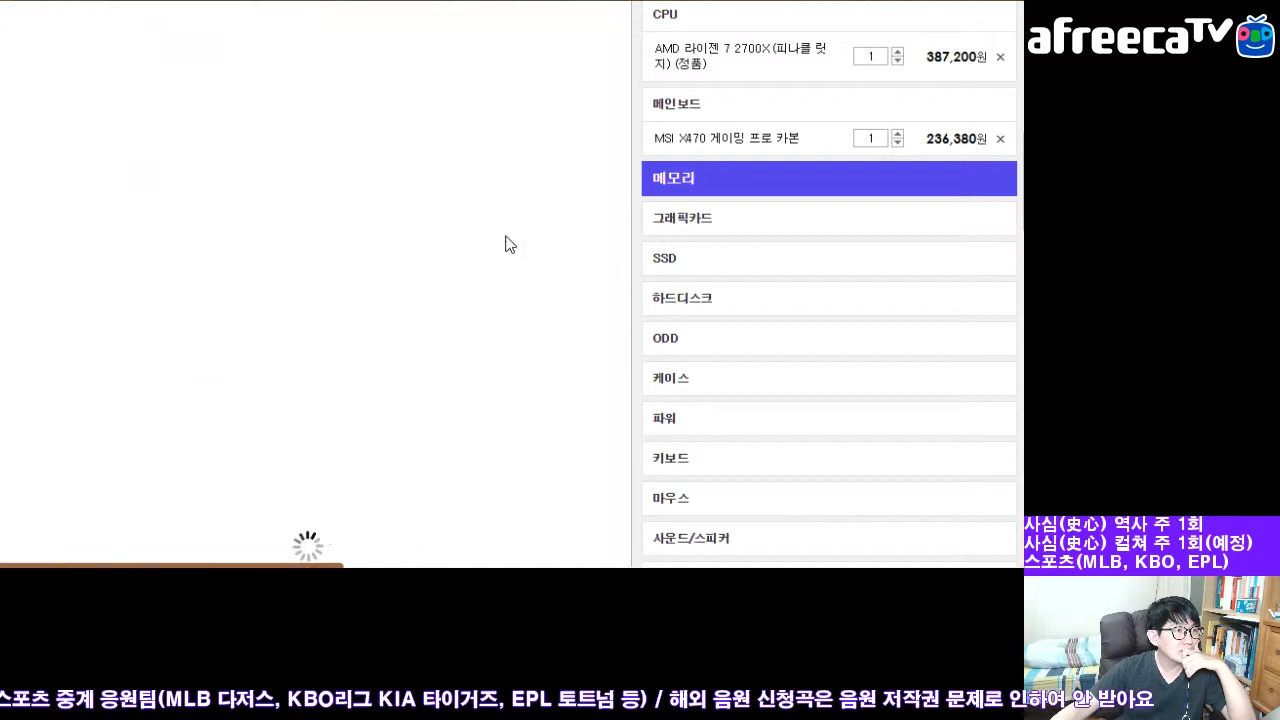 CPU
AMD 라이젠 7 2700X (피나클 릿
지) (정품)
1
387,200원
메인보드
MSI X470 게이밍 프로 카본
1
236,380원
메모리
그래픽카드
SSD
하드디스크
ODD
케이스
파워
키보드
마우스
사운드/스피커
afreecaTV
사심(史心) 역사 주 1회
사심(史心) 컬쳐 주 1회(예정)
스포츠(MLB, KBO, EPL)
스포츠 중계 응원팀(MLB 다저스, KBO리그 KIA 타이거즈, EPL 토트넘 등) / 해외 음원 신청곡은 음원 저작권 문제로 인하여 안 받아요